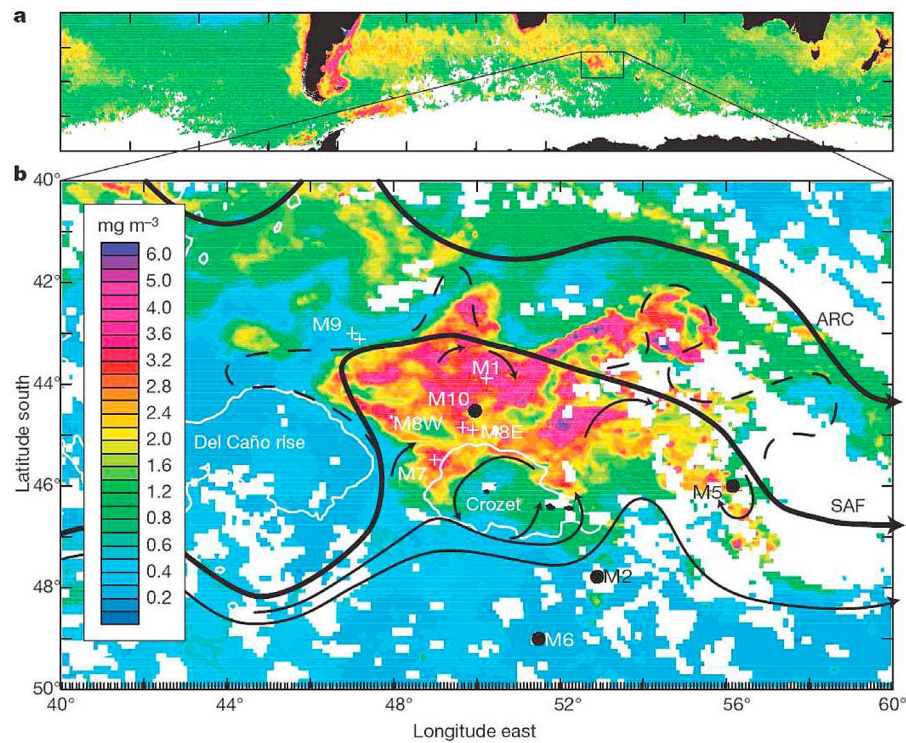 a
b
40°
42°
44°
46°
48°
50°
Latitude south
mg m⁻³
6.0
5.0
4.0
3.6
3.2
2.8
2.4
2.0
1.6
1.2
0.8
0.6
0.4
0.2
M9
ARC
M1
M10
M8W
M8E
Del Caño rise
M7
Crozet
M5
SAF
M2
M6
40°
44°
48°
52°
56°
60°
Longitude east